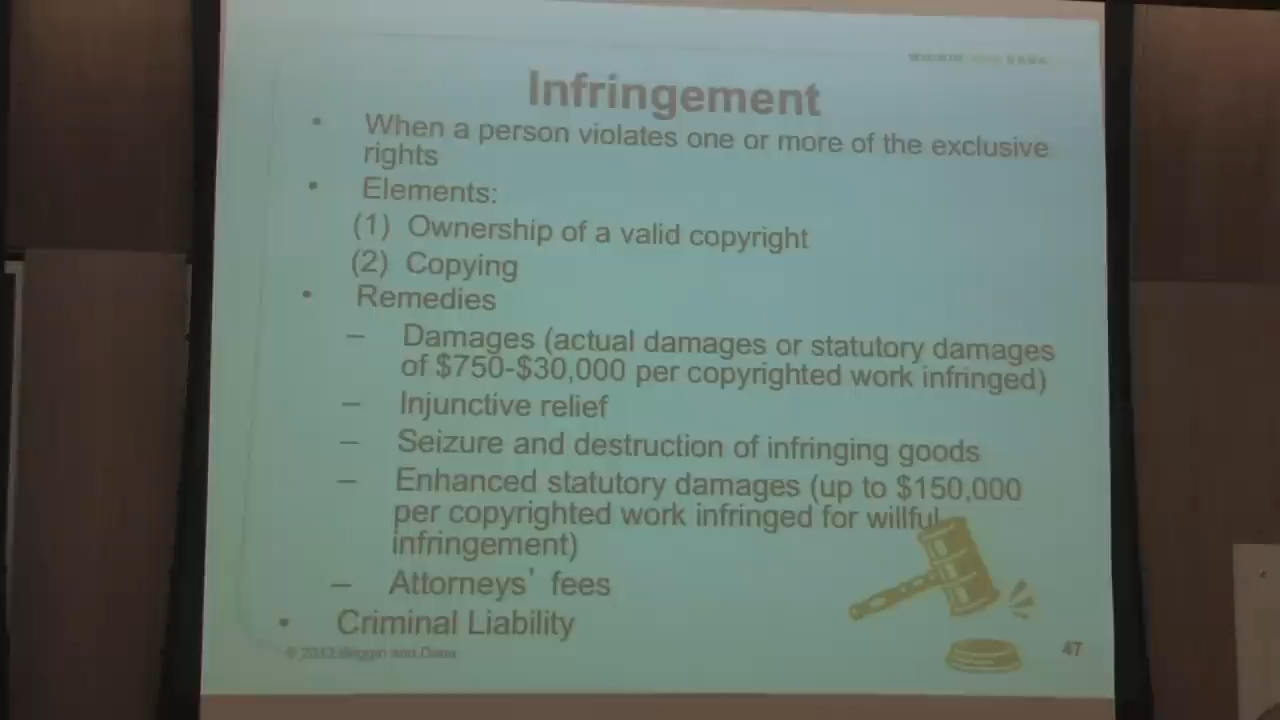 Infringement
• When a person violates one or more of the exclusive
rights
• Elements:
(1) Ownership of a valid copyright
(2) Copying
• Remedies
– Damages (actual damages or statutory damages
of $750-$30,000 per copyrighted work infringed)
– Injunctive relief
– Seizure and destruction of infringing goods
– Enhanced statutory damages (up to $150,000
per copyrighted work infringed for willful
infringement)
– Attorneys' fees
• Criminal Liability
© and Dana
47